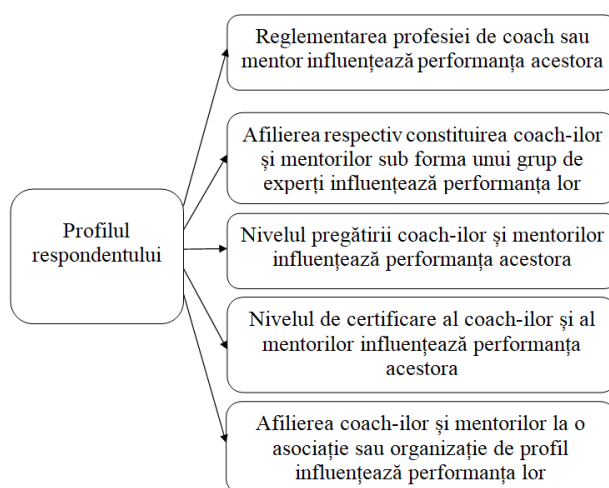 Reglementarea profesiei de coach sau
mentor influențează performanța acestora
Afilierea respectiv constituirea coach-ilor
și mentorilor sub forma unui grup de
experți influențează performanța lor
Profilul
respondentului
Nivelul pregătirii coach-ilor și mentorilor
influențează performanța acestora
Nivelul de certificare al coach-ilor și al
mentorilor influențează performanța
acestora
Afilierea coach-ilor și mentorilor la o
asociație sau organizație de profil
influențează performanța lor